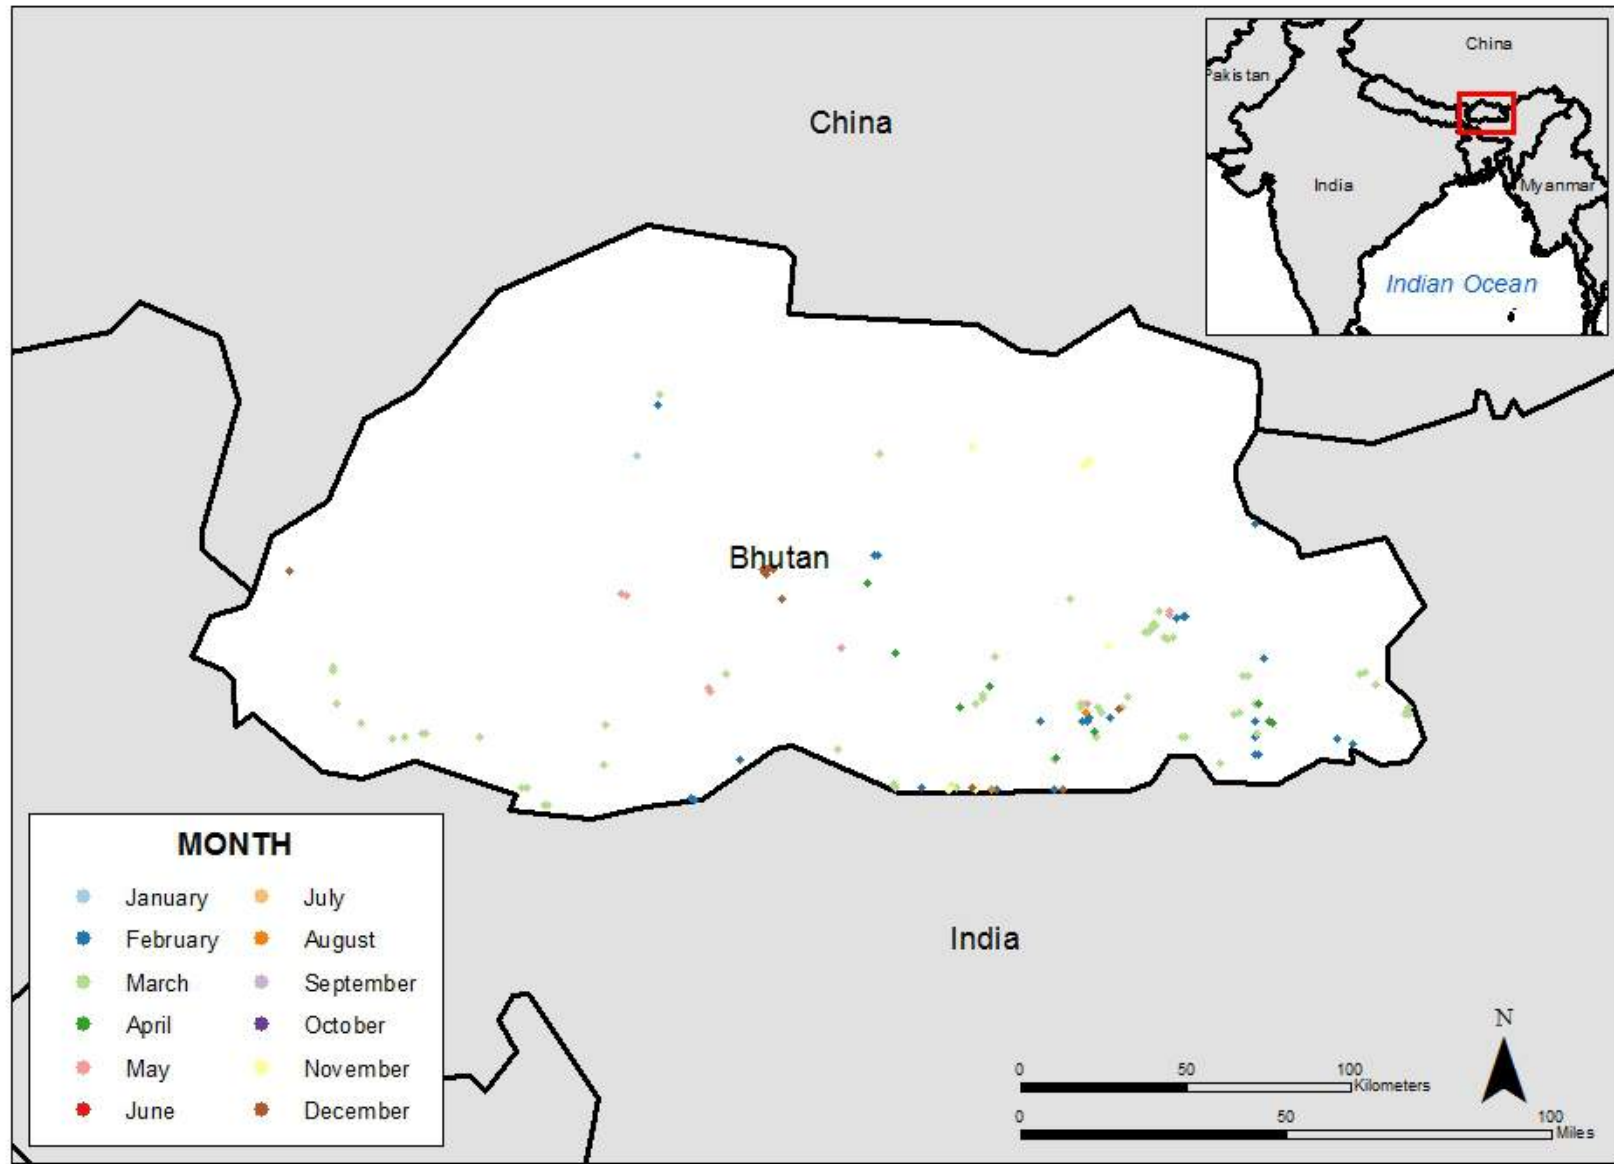 China
Pakistan
India
Myanmar
Indian Ocean
China
Bhutan
India
MONTH
January
February
March
April
May
June
July
August
September
October
November
December
N
0 50 100
Kilometers
0 50 100
Miles